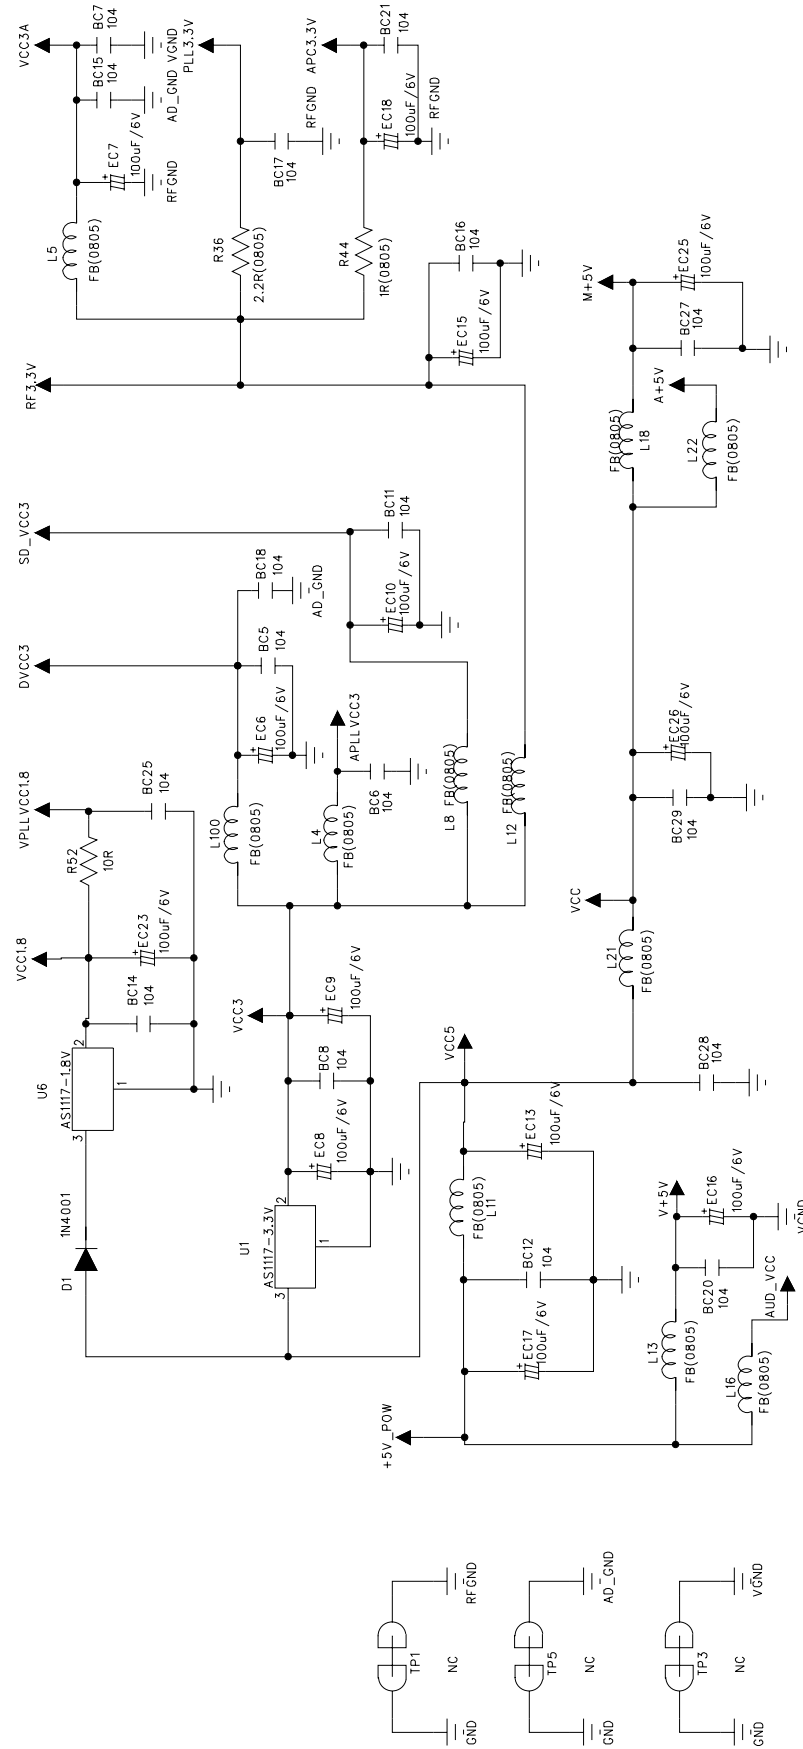 VCC3A
BC7
104
VGND
BC15
104
AD_GND
EC7
100uF/6V
RFGND
L5
FB(0805)
PLL3.3V
BC17
104
RFGND
R36
2.2R(0805)
APC3.3V
BC21
104
EC18
100uF/6V
RFGND
R44
1R(0805)
RF3.3V
BC16
104
EC15
100uF/6V
SD_VCC3
BC11
104
EC10
100uF/6V
L8 FB(0805)
L12
FB(0805)
DVCC3
BC18
104
AD_GND
BC5
104
EC6
100uF/6V
L100
FB(0805)
APLLVCC3
BC6
104
L4
FB(0805)
VPLLVCC1.8
BC25
104
R52
10R
VCC1.8
EC23
100uF/6V
BC14
104
U6
AS1117-1.8V
2
1
3
D1
1N4001
VCC3
EC9
100uF/6V
BC8
104
EC8
100uF/6V
U1
AS1117-3.3V
2
1
3
VCC5
EC13
100uF/6V
L11
FB(0805)
BC12
104
EC17
100uF/6V
+5V_POW
M+5V
EC25
100uF/6V
BC27
104
L18
FB(0805)
A+5V
L22
FB(0805)
EC26
100uF/6V
BC29
104
VCC
L21
FB(0805)
BC28
104
V+5V
EC16
100uF/6V
VGND
BC20
104
L13
FB(0805)
AUD_VCC
L16
FB(0805)
RFGND
TP1
NC
GND
AD_GND
TP5
NC
GND
VGND
TP3
NC
GND